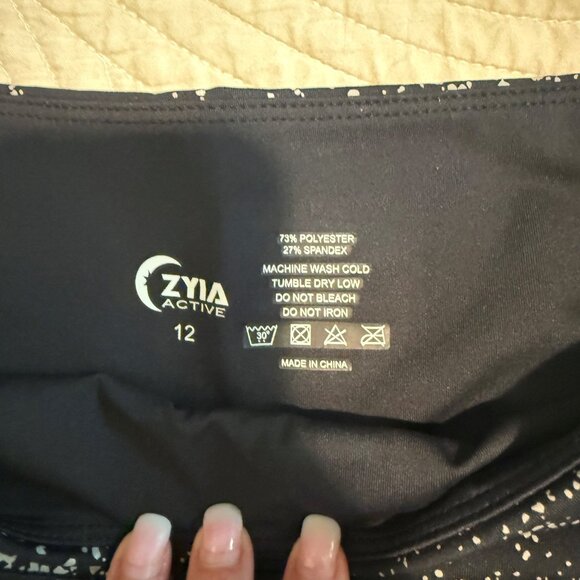 ZYIA
ACTIVE
12
73% POLYESTER
27% SPANDEX
MACHINE WASH COLD
TUMBLE DRY LOW
DO NOT BLEACH
DO NOT IRON
30°
MADE IN CHINA